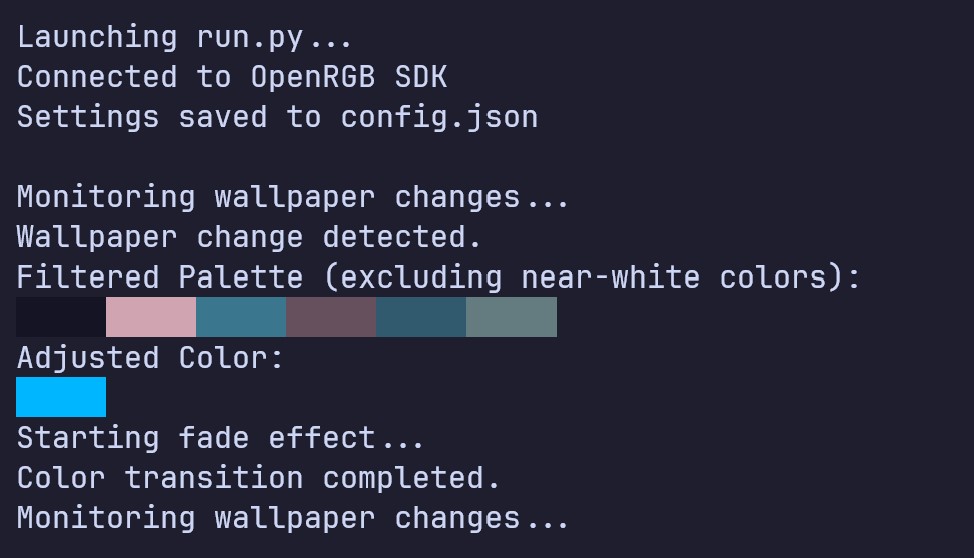 Launching run.py...
Connected to OpenRGB SDK
Settings saved to config.json
Monitoring wallpaper changes...
Wallpaper change detected.
Filtered Palette (excluding near-white colors):
Adjusted Color:
Starting fade effect...
Color transition completed.
Monitoring wallpaper changes...